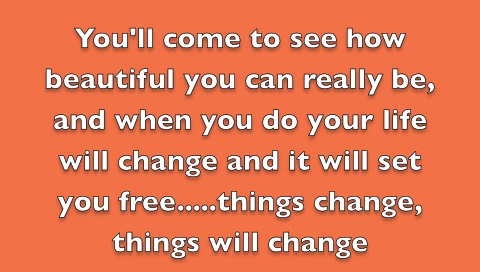 You'll come to see how
beautiful you can really be,
and when you do your life
will change and it will set
you free.....things change,
things will change